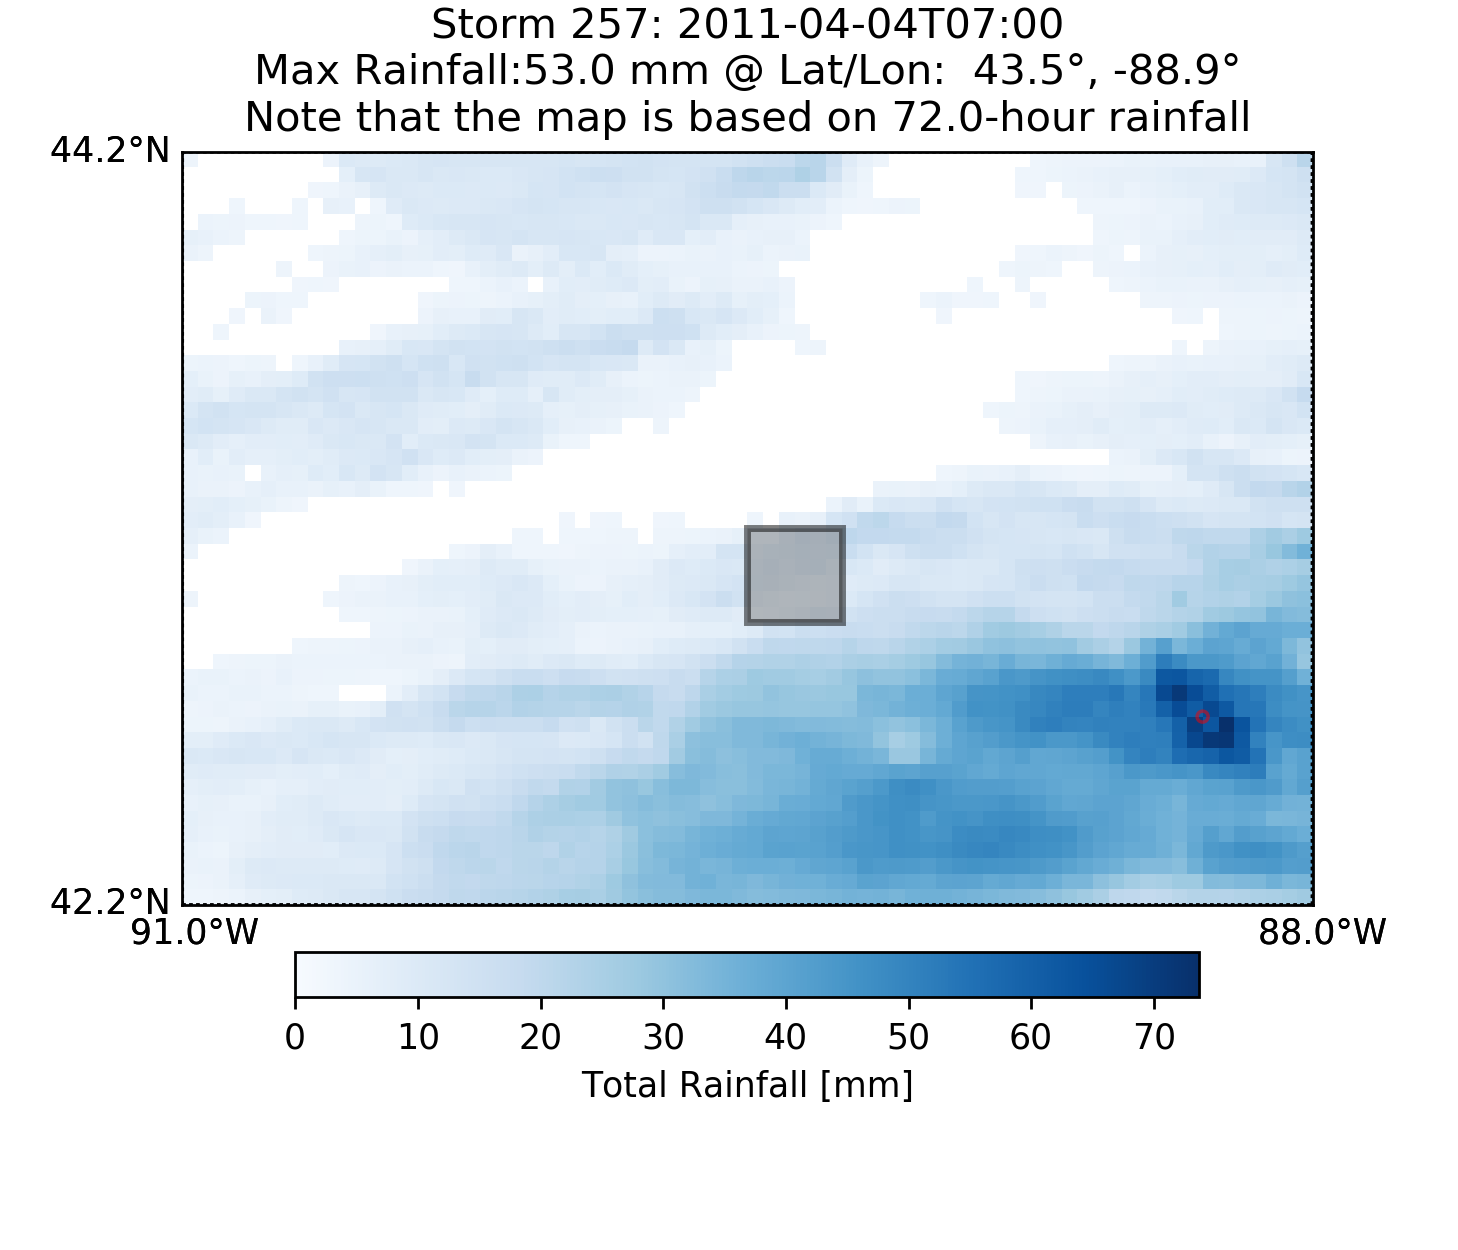 Storm 257: 2011-04-04T07:00
Max Rainfall:53.0 mm @ Lat/Lon:  43.5°, -88.9°
Note that the map is based on 72.0-hour rainfall
44.2°N
42.2°N
91.0°W 88.0°W
0 10 20 30 40 50 60 70
Total Rainfall [mm]